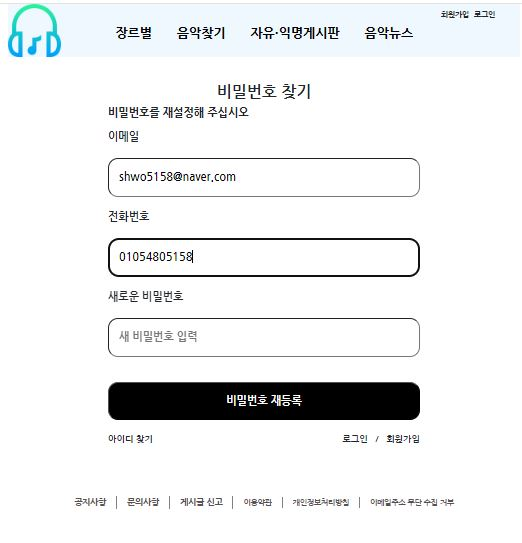 회원가입 로그인
장르별 음악찾기 자유·익명게시판 음악뉴스
비밀번호 찾기
비밀번호를 재설정해 주십시오
이메일
shwo5158@naver.com
전화번호
01054805158
새로운 비밀번호
새 비밀번호 입력
비밀번호 재등록
아이디 찾기 로그인 / 회원가입
공지사항 문의사항 게시글 신고 이용약관 개인정보처리방침 이메일주소 무단 수집 거부